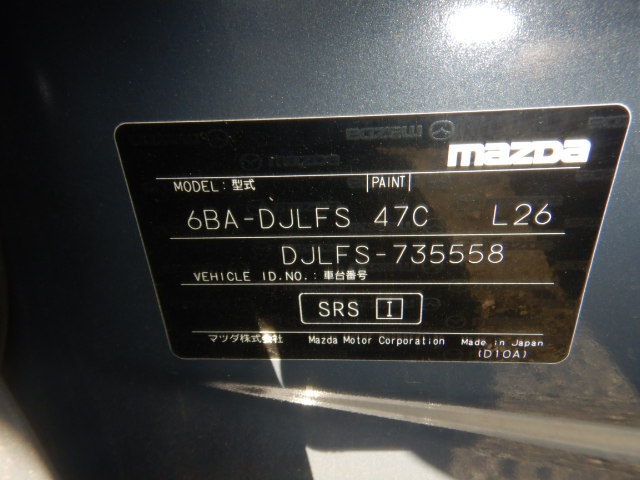 mazda
MODEL: 型式 PAINT
6BA-DJLFS 47C L26
DJLFS-735558
VEHICLE ID.NO.: 車台番号
SRS I
マツダ株式会社 Mazda Motor Corporation Made in Japan
(D10A)